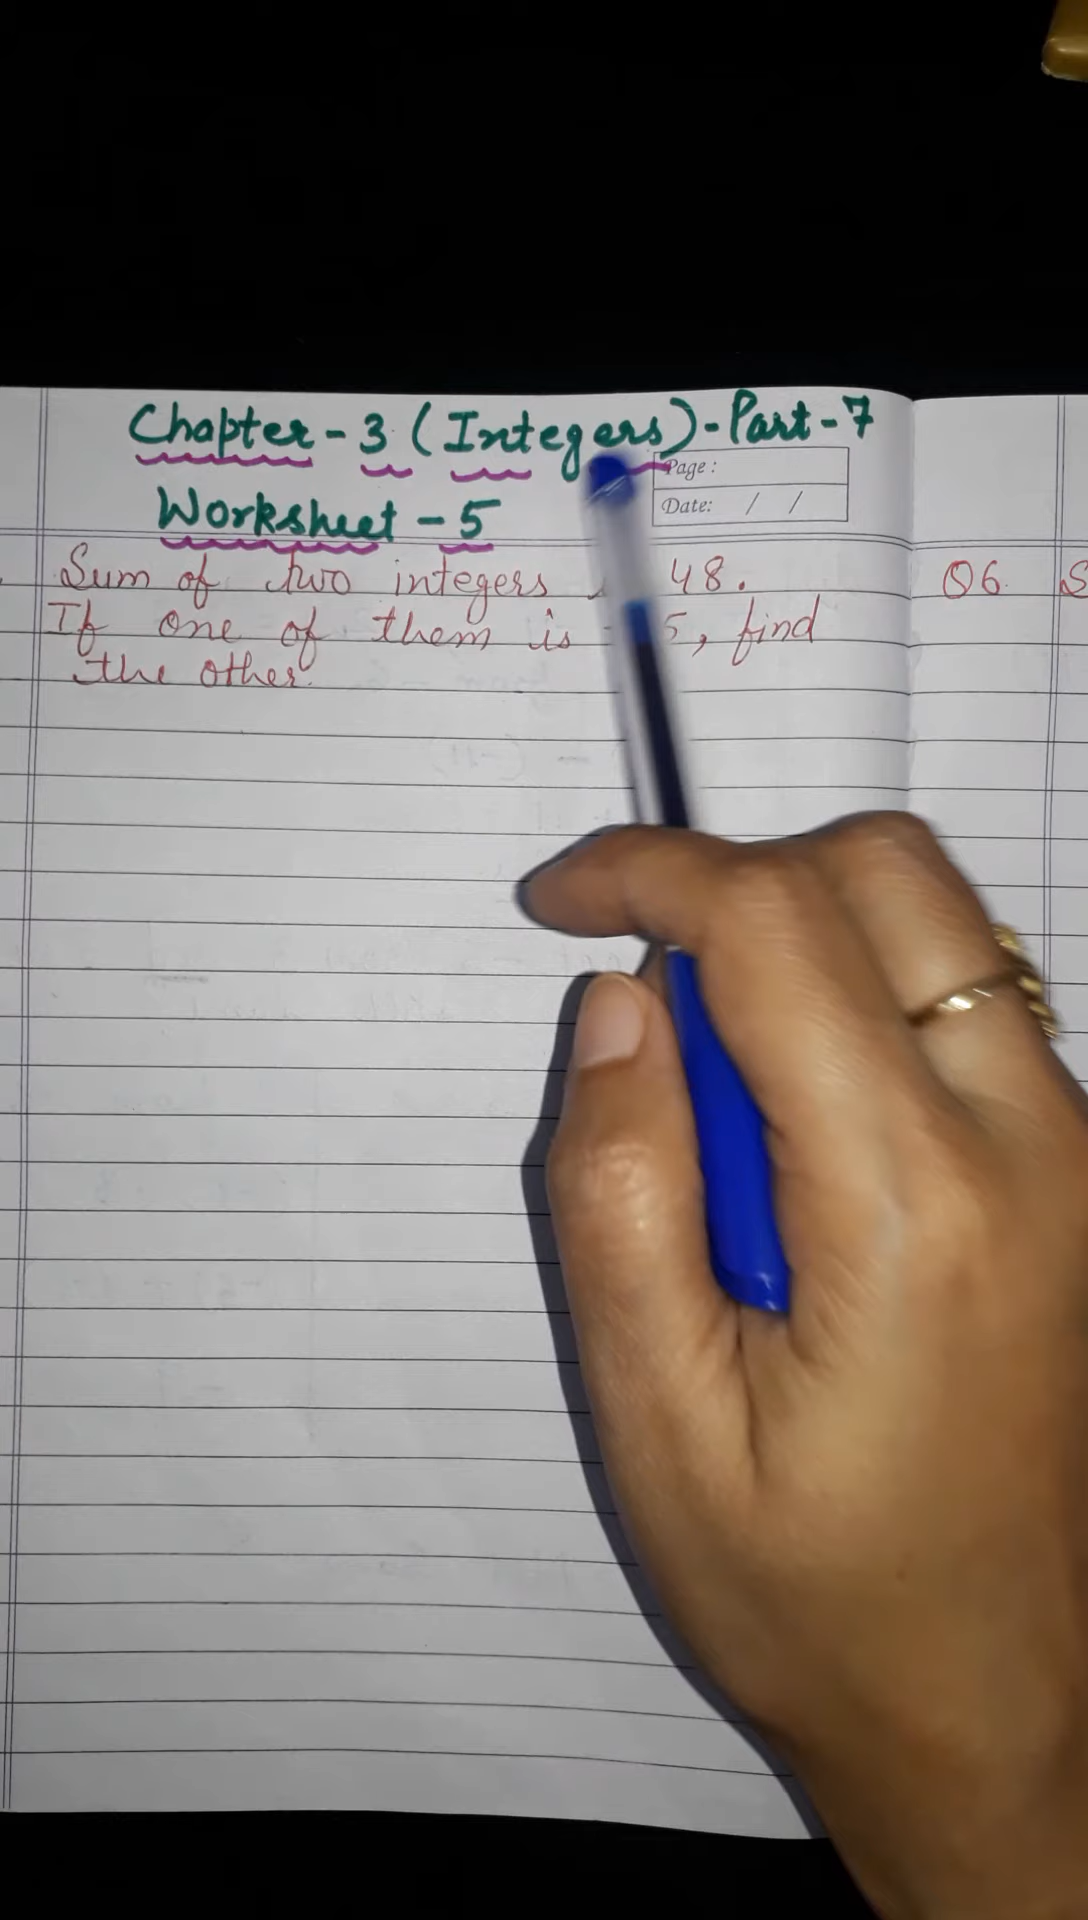 Chapter - 3 (Integers) - Part - 7
Page :
Worksheet - 5
Date: / /
Sum of two integers 48.
If one of them is 5, find
the other.
Q6. S